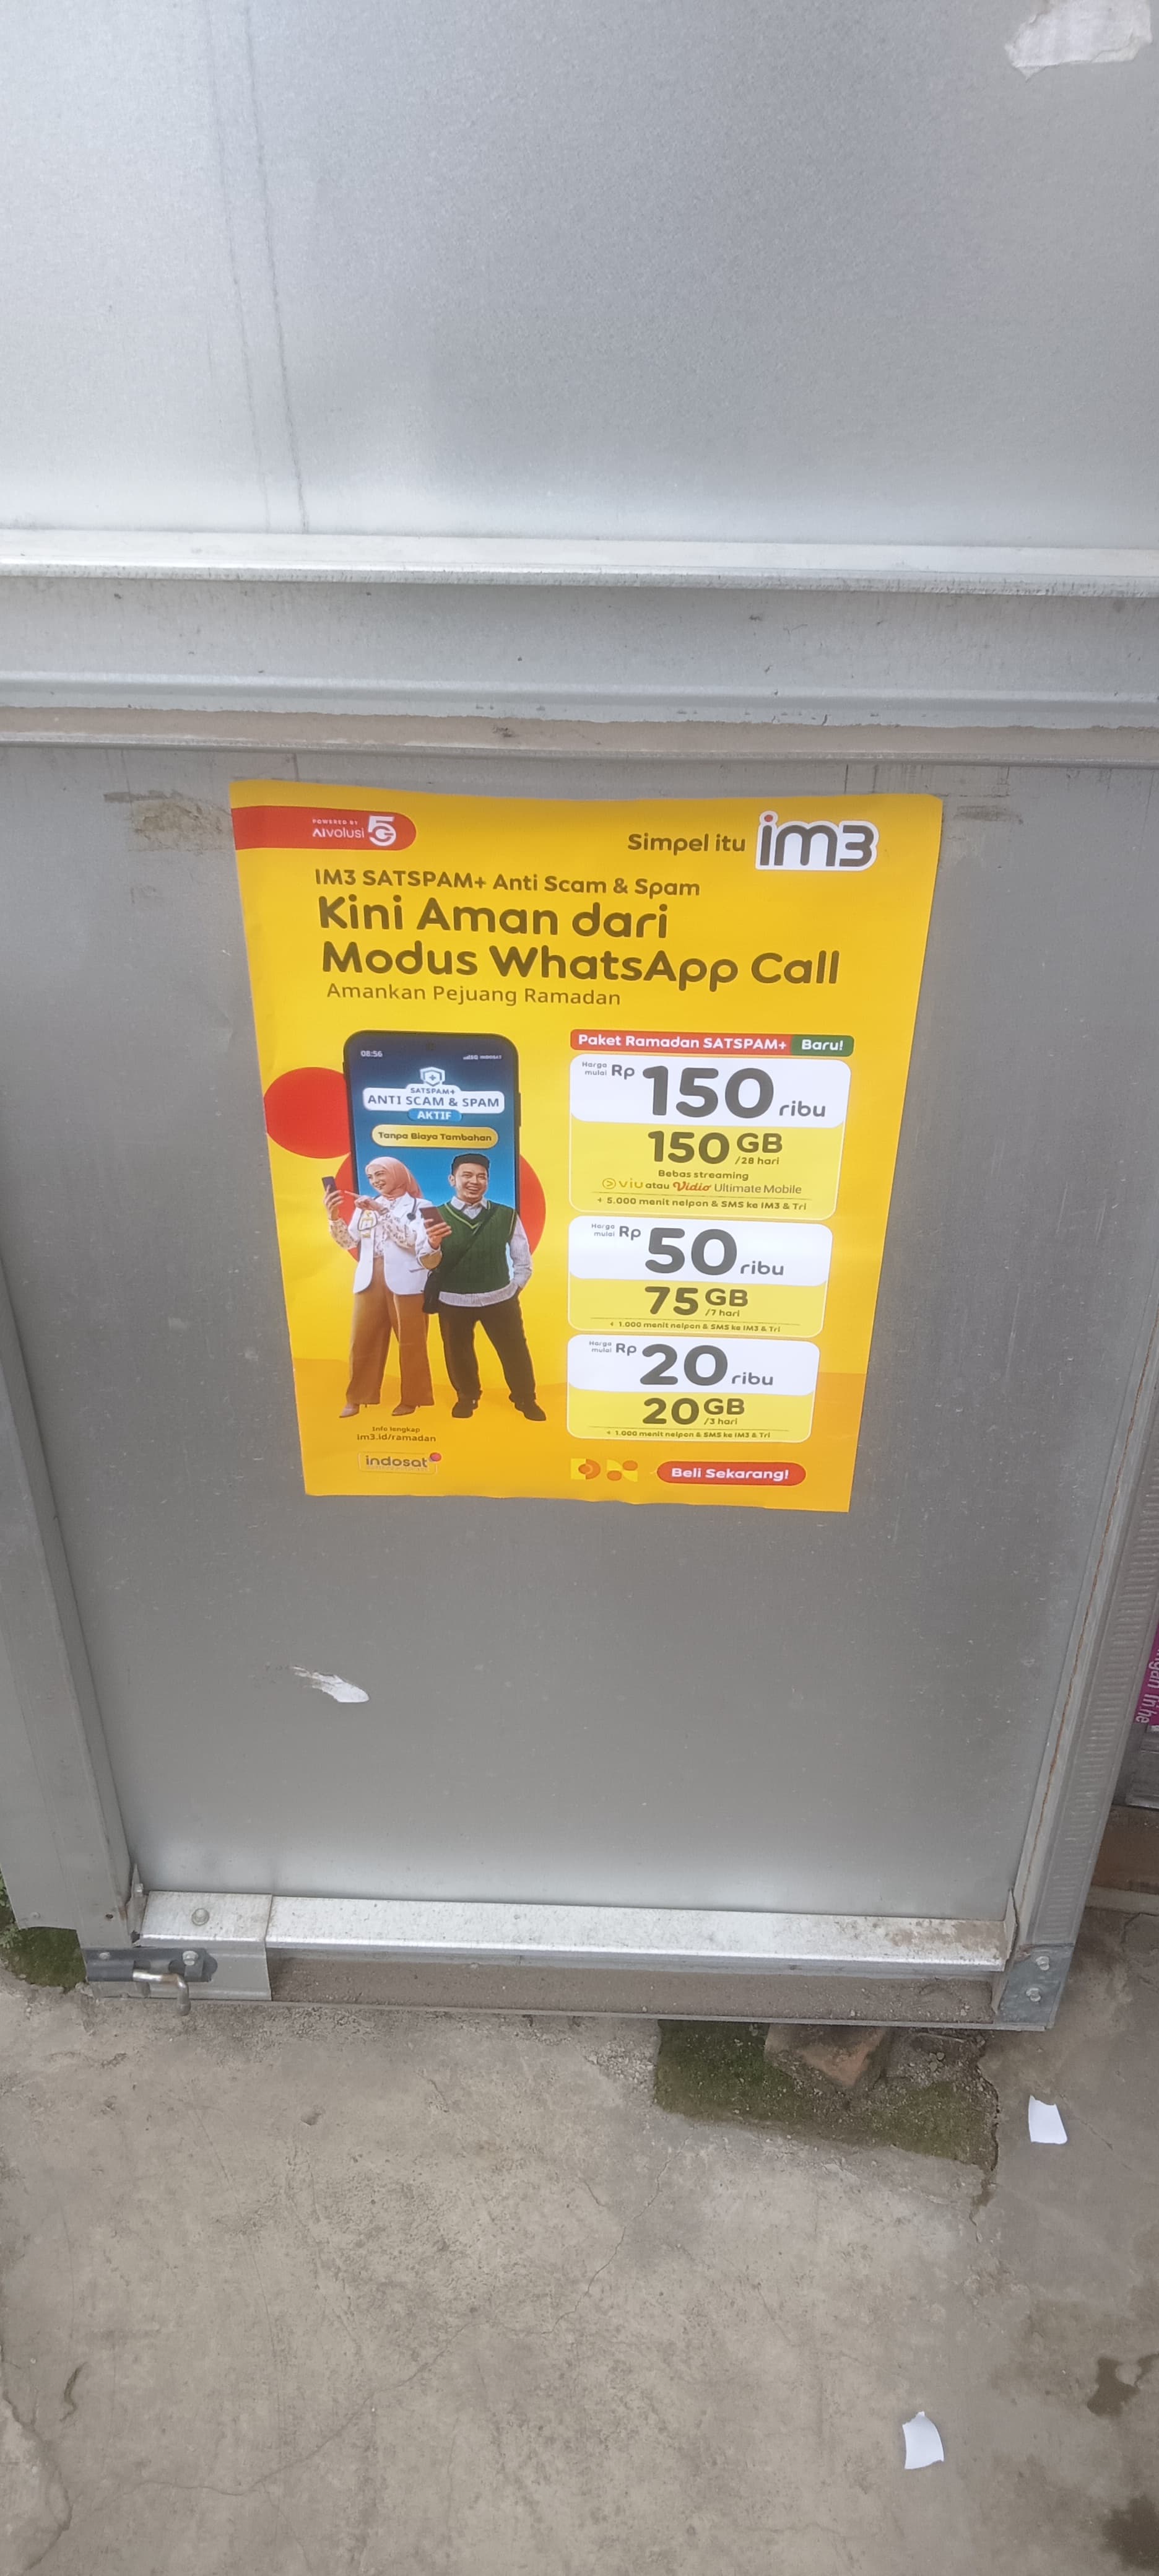 POWERED BY
AIvolusi 5G
Simpel itu im3
IM3 SATSPAM+ Anti Scam & Spam
Kini Aman dari
Modus WhatsApp Call
Amankan Pejuang Ramadan
08:56
INDOSAT
SATSPAM+
ANTI SCAM & SPAM
AKTIF
Tanpa Biaya Tambahan
Info lengkap
im3.id/ramadan
indosat
Paket Ramadan SATSPAM+ Baru!
Harga mulai Rp 150 ribu
150 GB /28 hari
Bebas streaming
viu atau Vidio Ultimate Mobile
+ 5.000 menit nelpon & SMS ke IM3 & Tri
Harga mulai Rp 50 ribu
75 GB /7 hari
+ 1.000 menit nelpon & SMS ke IM3 & Tri
Harga mulai Rp 20 ribu
20 GB /3 hari
+ 1.000 menit nelpon & SMS ke IM3 & Tri
Beli Sekarang!